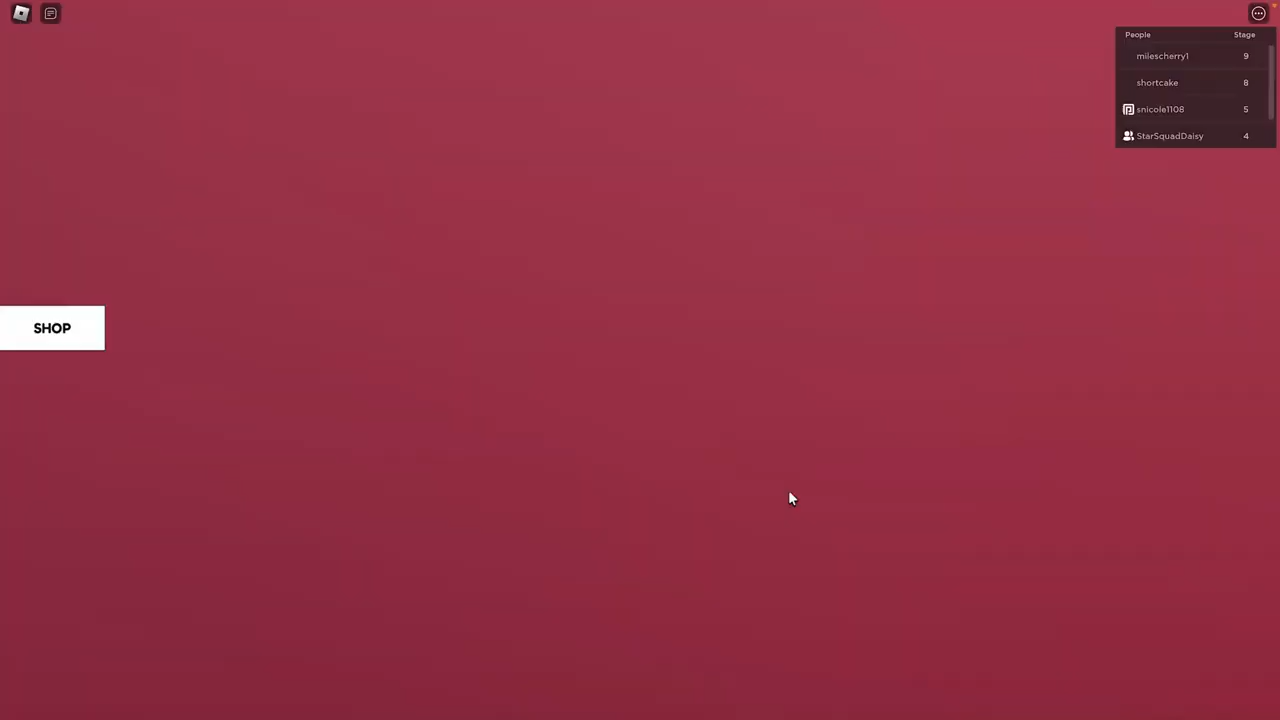 People Stage
milescherry1 9
shortcake 8
snicole1108 5
StarSquadDaisy 4
SHOP